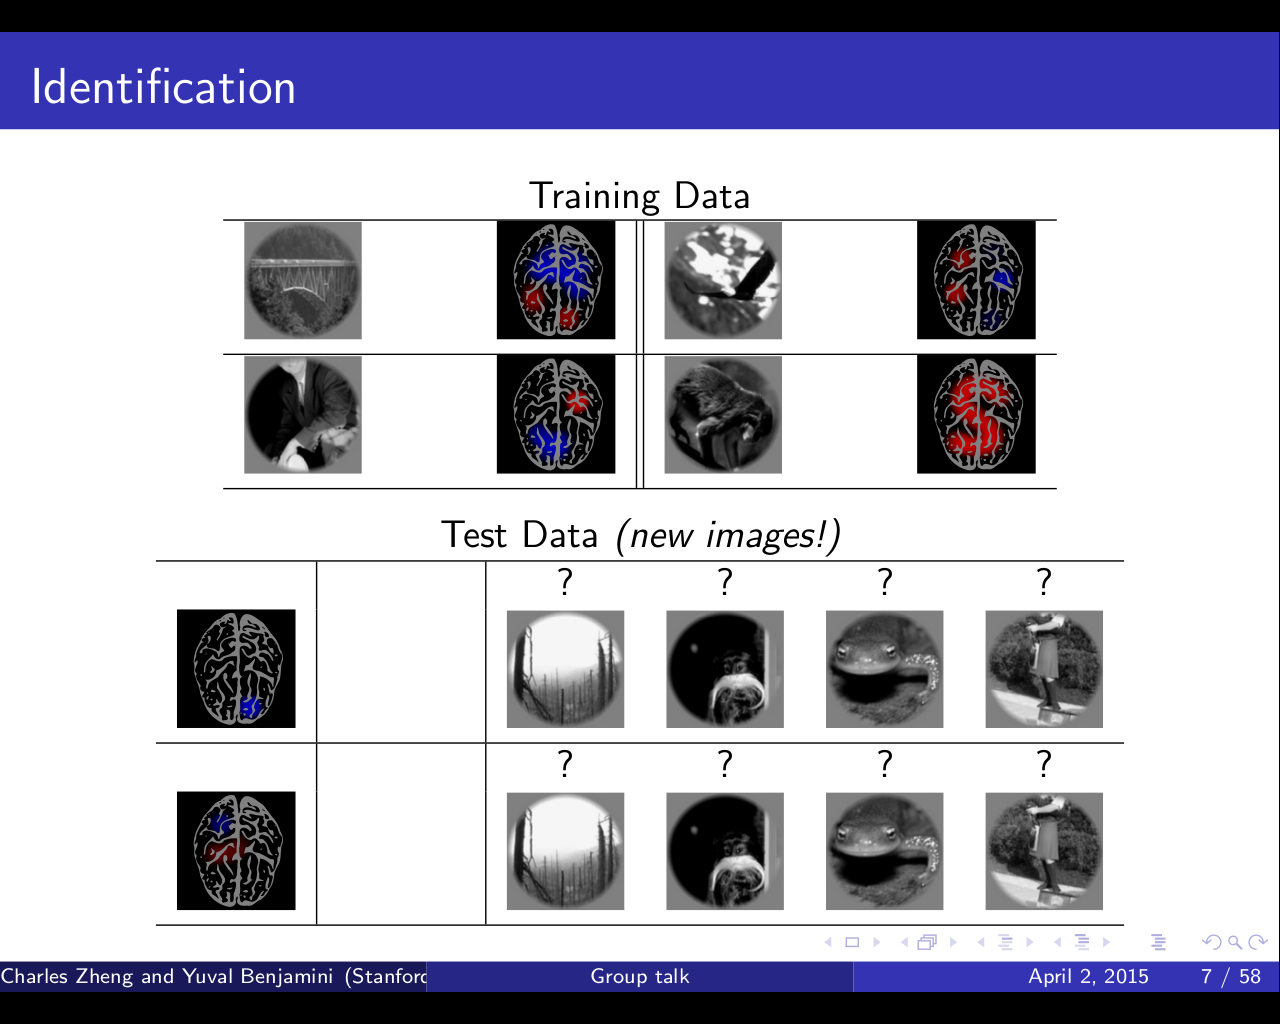 Identification
Training Data
Test Data (new images!)
? ? ? ?
? ? ? ?
Charles Zheng and Yuval Benjamini (Stanford
Group talk
April 2, 2015
7 / 58